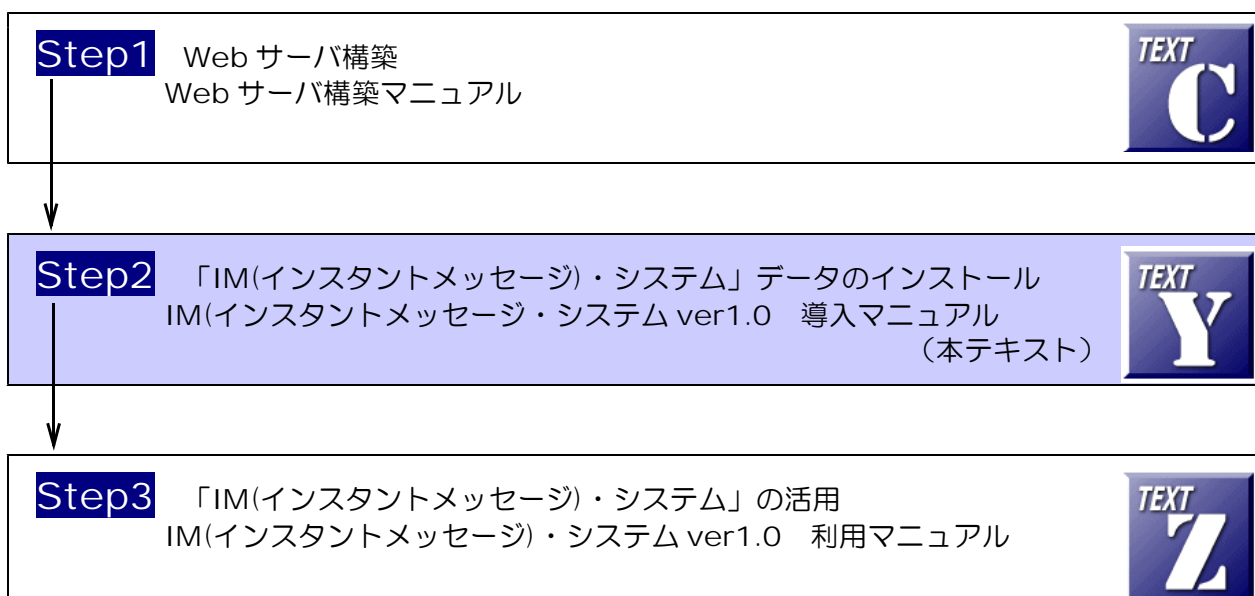 Step1 Web サーバ構築
Web サーバ構築マニュアル
TEXT
C
Step2 「IM(インスタントメッセージ)・システム」データのインストール
IM(インスタントメッセージ・システム ver1.0　導入マニュアル
（本テキスト）
TEXT
Y
Step3 「IM(インスタントメッセージ)・システム」の活用
IM(インスタントメッセージ)・システム ver1.0　利用マニュアル
TEXT
Z